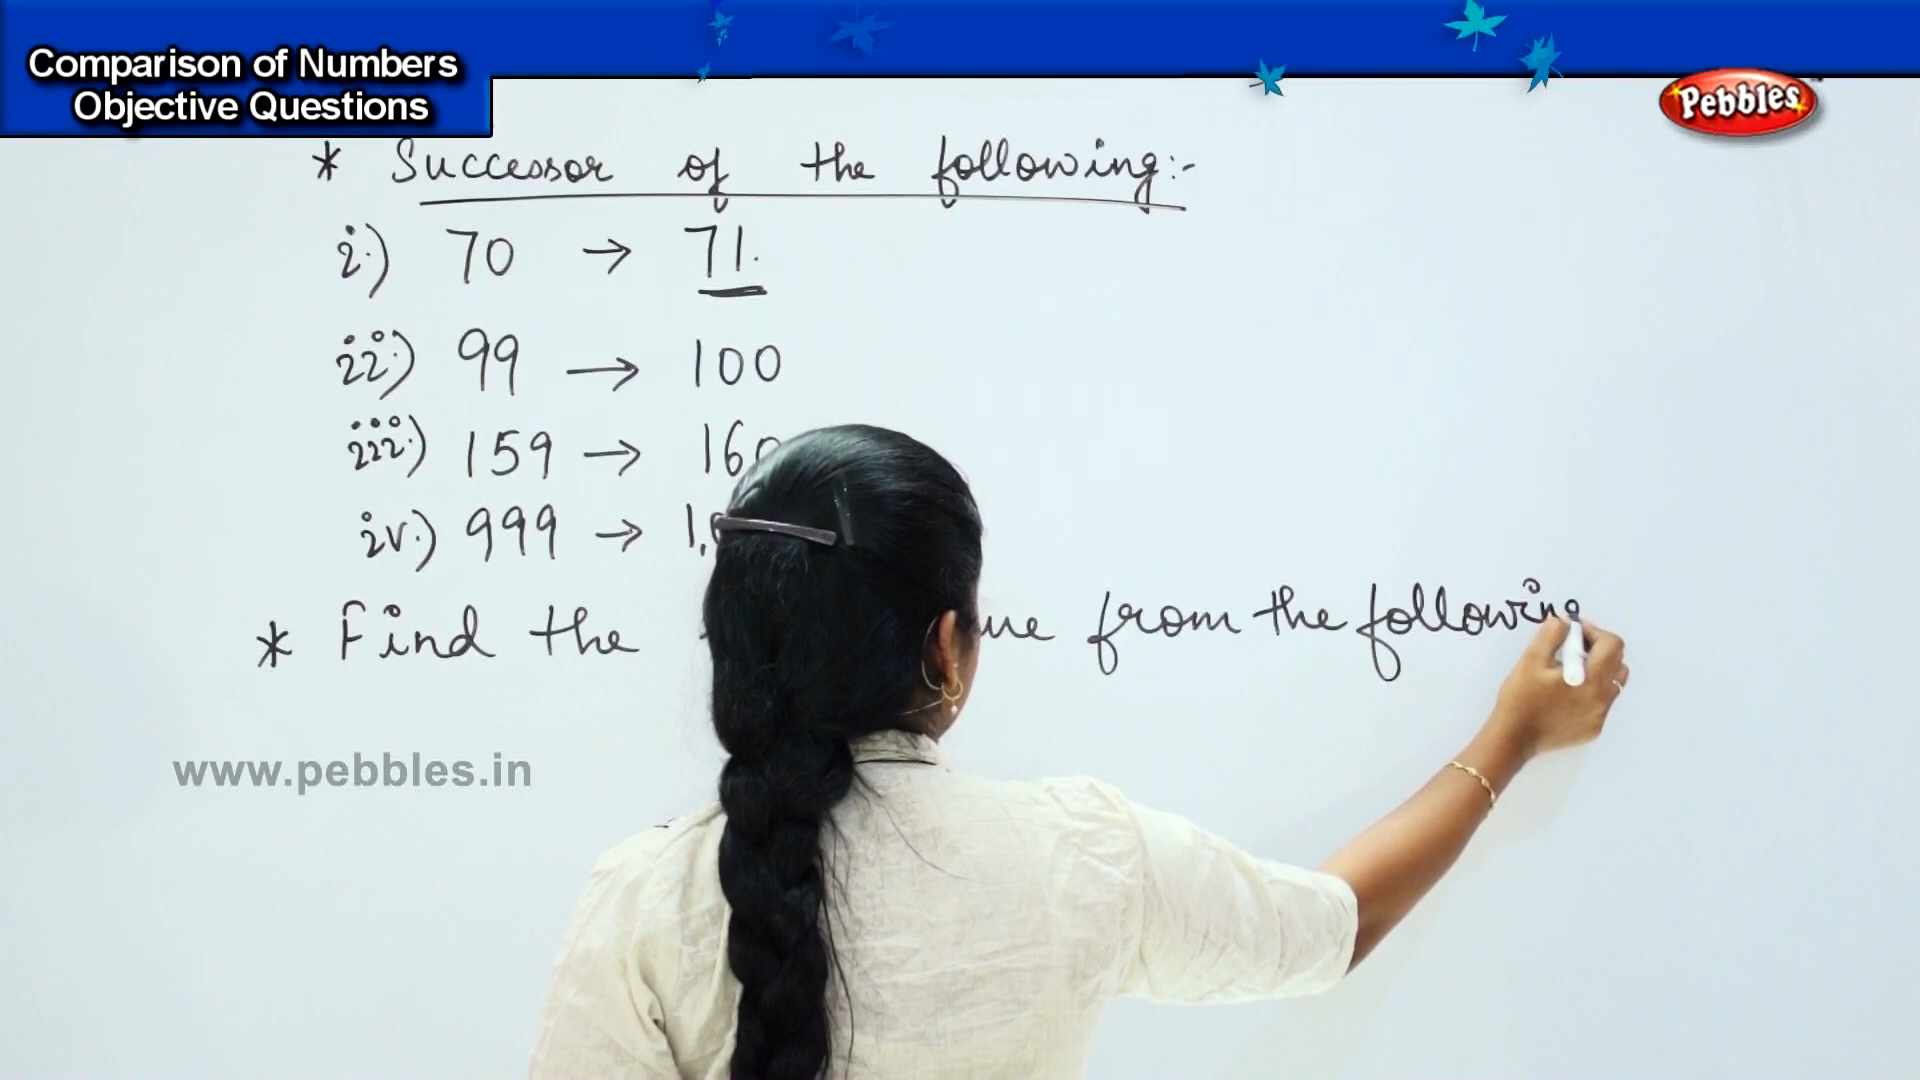 Comparison of Numbers
Objective Questions
Pebbles
* Successor of the following:-
i.) 70 → 71.
ii.) 99 → 100
iii.) 159 → 160
iv.) 999 →
* Find the from the following
www.pebbles.in